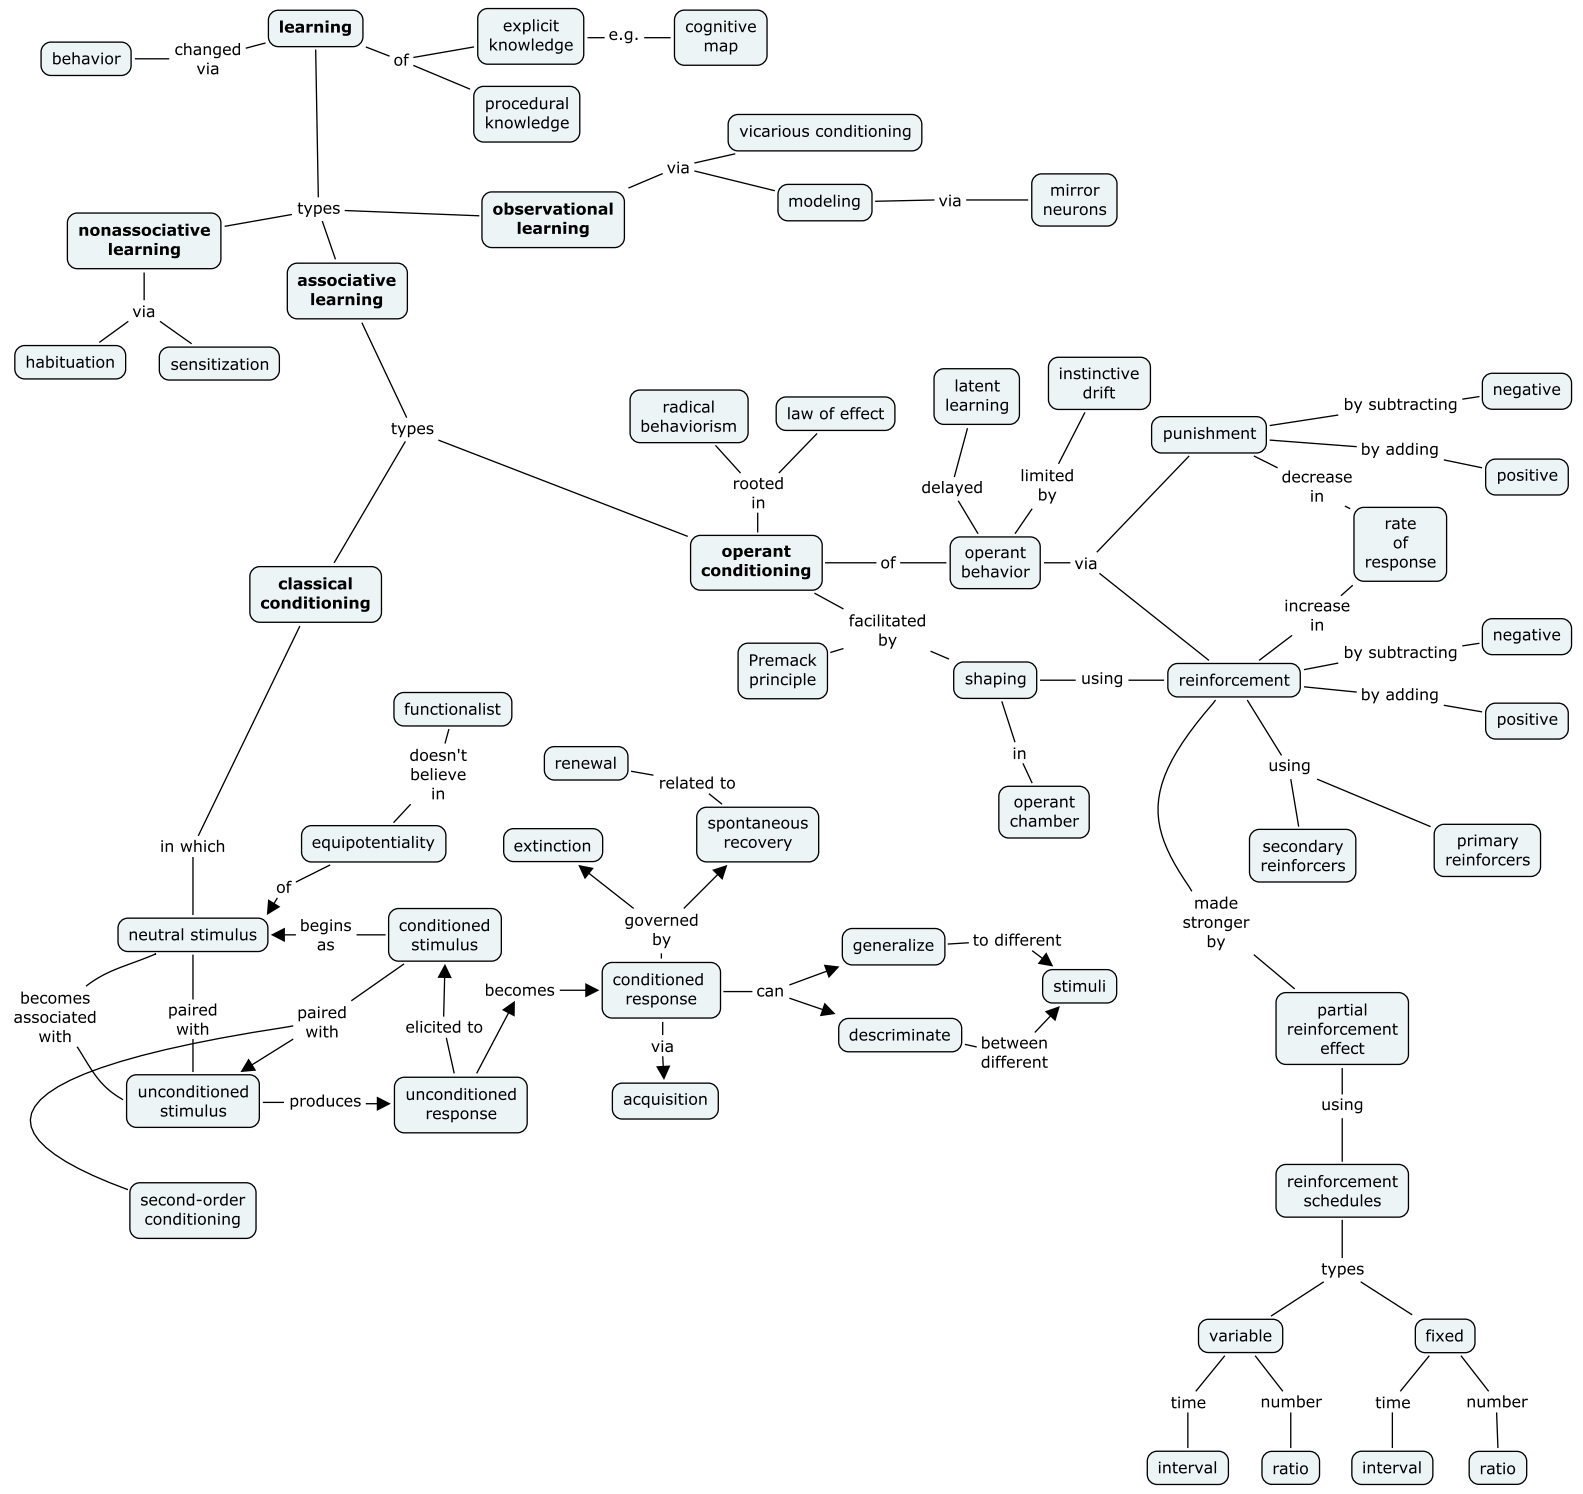 learning
behavior
changed
via
of
explicit
knowledge
e.g.
cognitive
map
procedural
knowledge
vicarious conditioning
via
modeling
via
mirror
neurons
types
observational
learning
nonassociative
learning
associative
learning
via
habituation
sensitization
types
radical
behaviorism
law of effect
rooted
in
latent
learning
delayed
instinctive
drift
limited
by
punishment
by subtracting
negative
by adding
positive
decrease
in
rate
of
response
operant
conditioning
of
operant
behavior
via
classical
conditioning
increase
in
facilitated
by
Premack
principle
shaping
using
reinforcement
by subtracting
negative
by adding
positive
in
operant
chamber
using
secondary
reinforcers
primary
reinforcers
functionalist
doesn't
believe
in
equipotentiality
of
in which
renewal
related to
spontaneous
recovery
extinction
governed
by
made
stronger
by
neutral stimulus
begins
as
conditioned
stimulus
becomes
associated
with
paired
with
paired
with
elicited to
becomes
conditioned
response
can
generalize
to different
stimuli
descriminate
between
different
via
acquisition
unconditioned
stimulus
produces
unconditioned
response
second-order
conditioning
partial
reinforcement
effect
using
reinforcement
schedules
types
variable
fixed
time
number
time
number
interval
ratio
interval
ratio